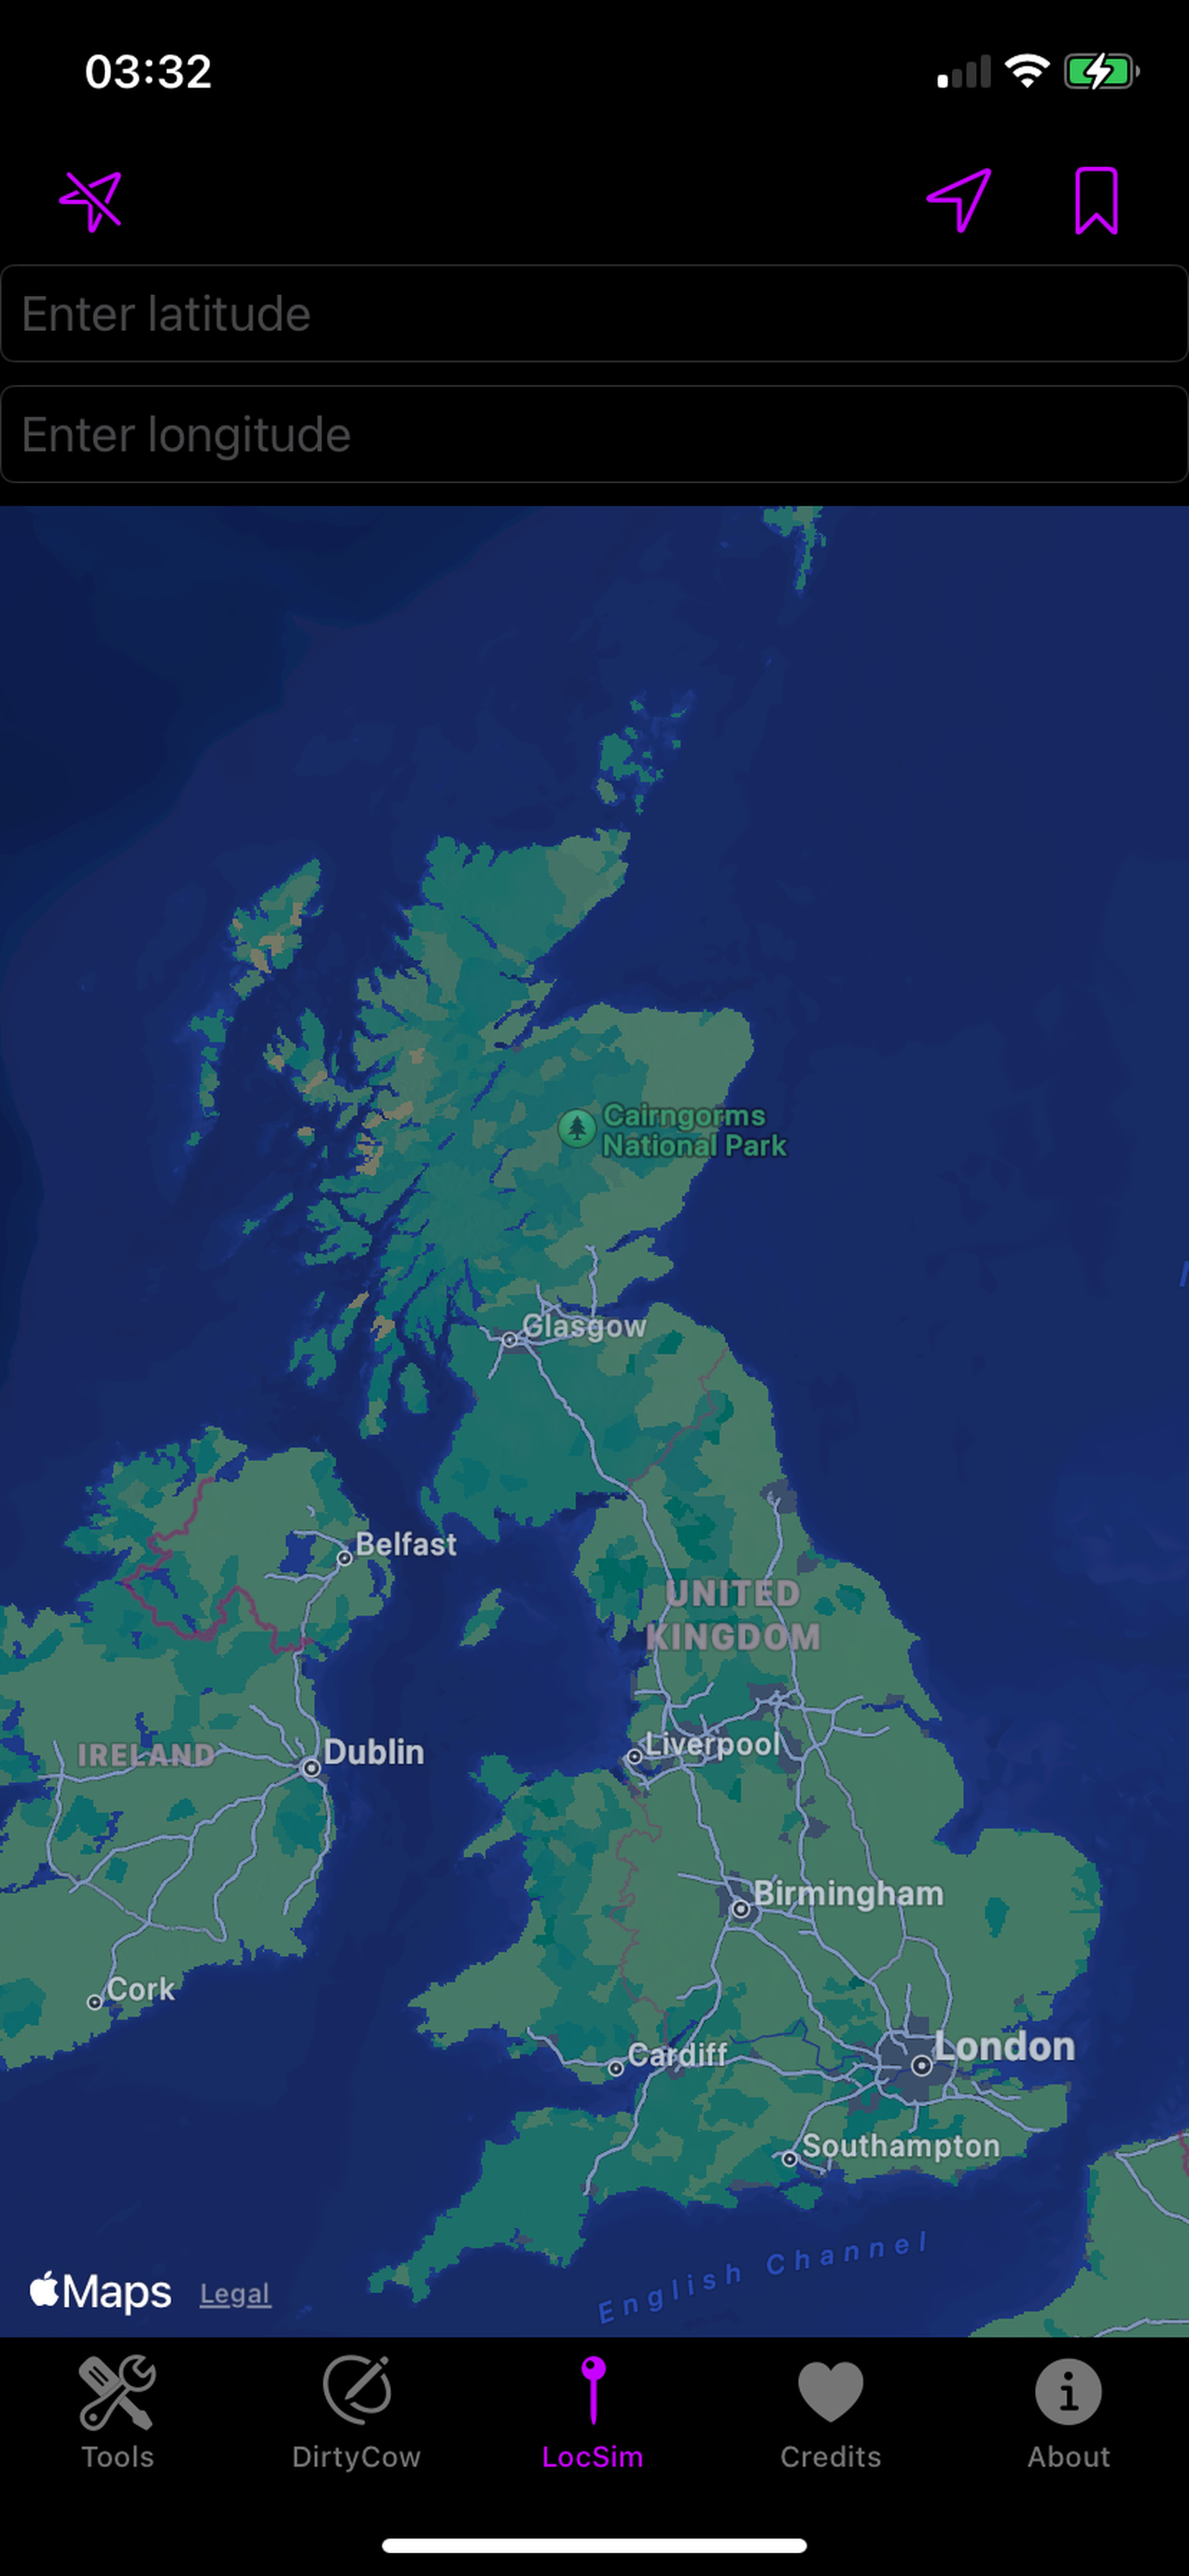 03:32
Enter latitude
Enter longitude
Cairngorms
National Park
Glasgow
Belfast
UNITED
KINGDOM
IRELAND
Dublin
Liverpool
Birmingham
Cork
Cardiff
London
Southampton
English Channel
Maps
Legal
Tools
DirtyCow
LocSim
Credits
About